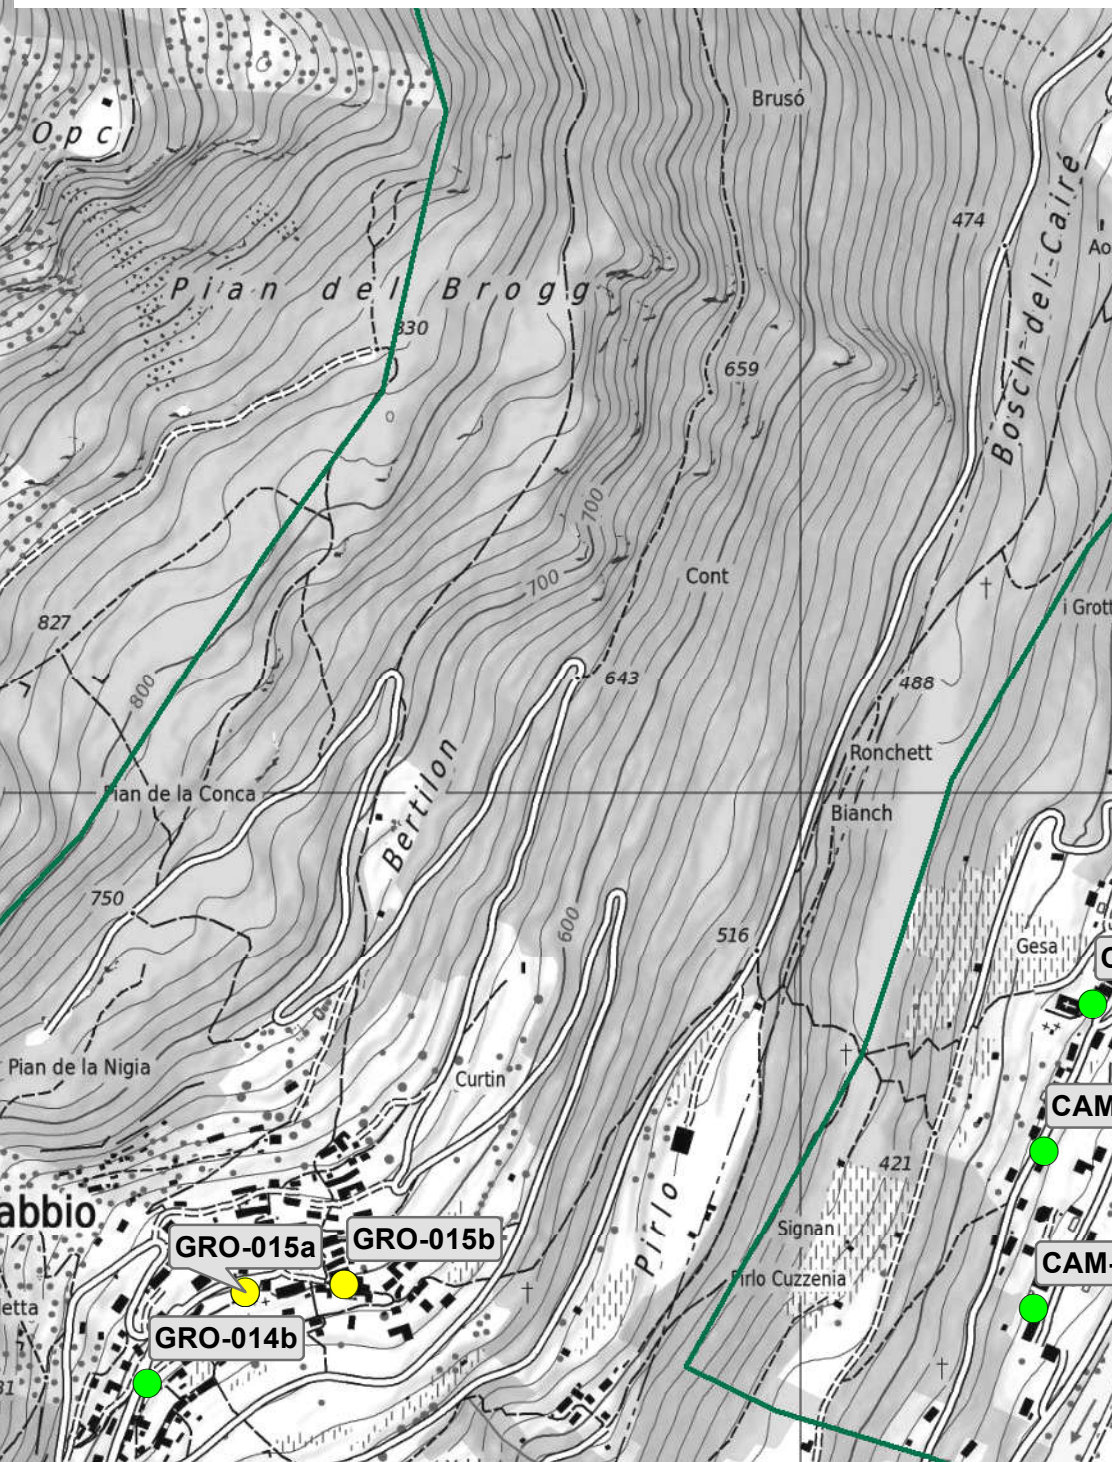 Brusó
Opc
474
Bosch del Cairé
Ao
Pian del Brogg
830
659
700
700
Cont
i Grott
827
643
488
800
Ronchett
Pian de la Conca
Bertilon
Bianch
750
600
516
Gesa
C
Pian de la Nigia
Curtin
CAM
421
abbio
Pirlo
Signan
GRO-015a
GRO-015b
CAM-
Pirlo Cuzzenia
etta
GRO-014b
31